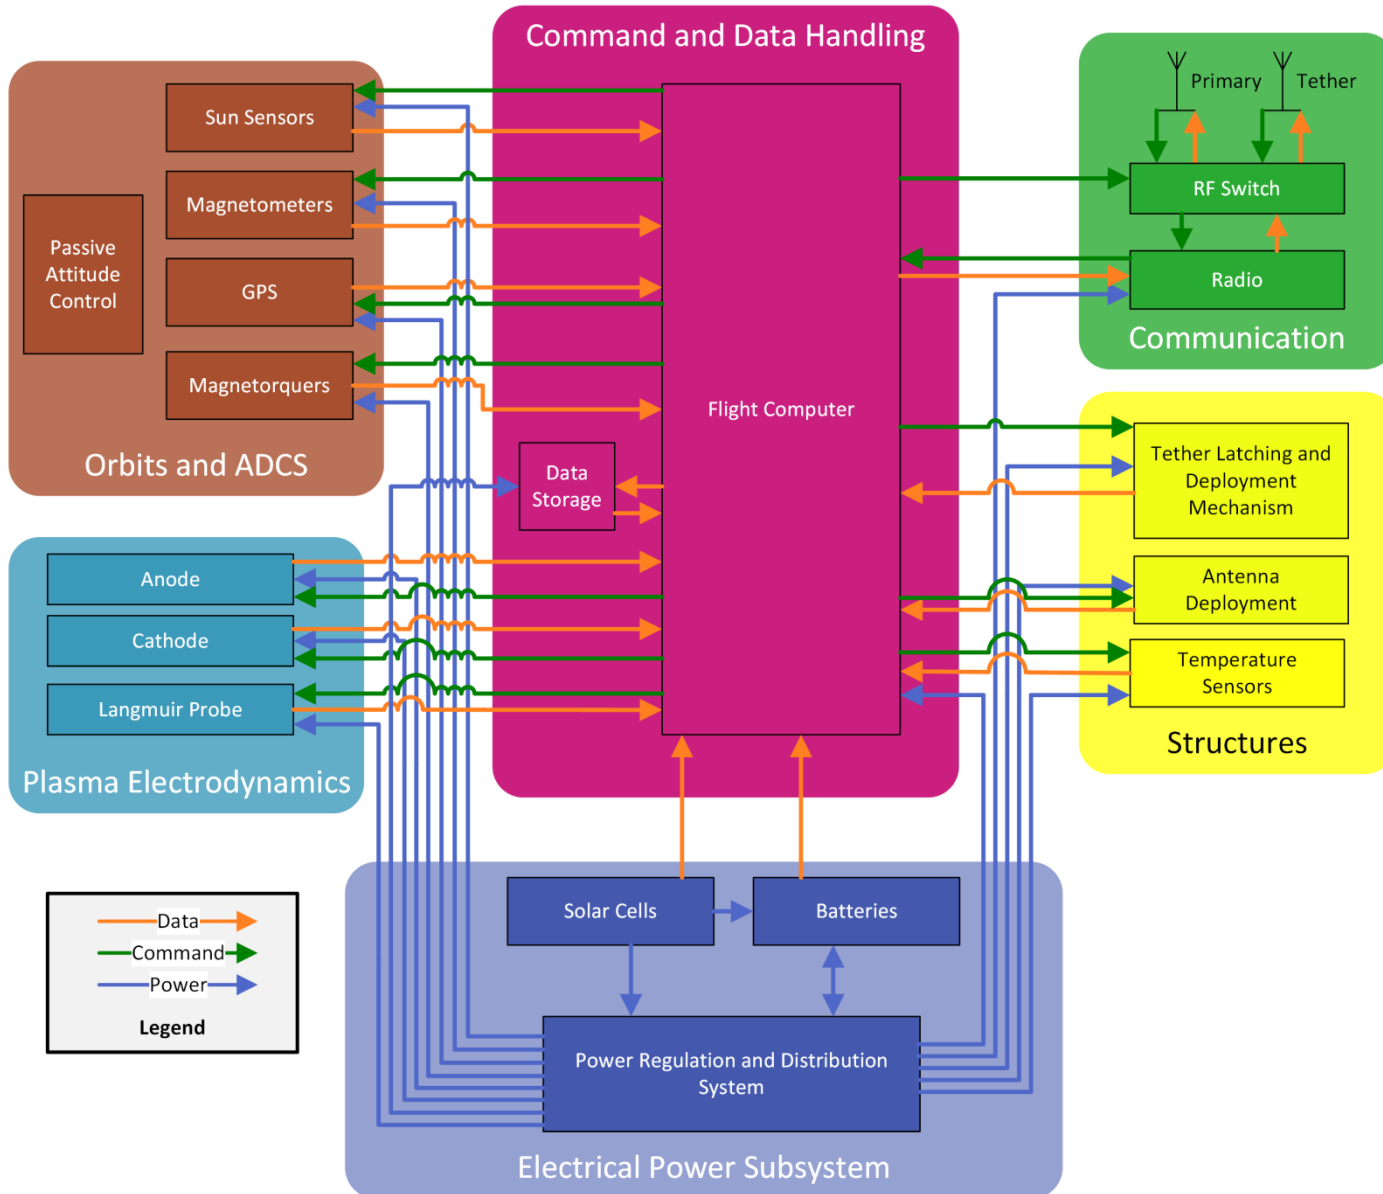 Command and Data Handling
Primary
Tether
Sun Sensors
RF Switch
Magnetometers
Passive
Attitude
Control
GPS
Radio
Communication
Magnetorquers
Flight Computer
Orbits and ADCS
Data
Storage
Tether Latching and
Deployment
Mechanism
Anode
Antenna
Deployment
Cathode
Temperature
Sensors
Langmuir Probe
Structures
Plasma Electrodynamics
Solar Cells
Batteries
Data
Command
Power
Legend
Power Regulation and Distribution
System
Electrical Power Subsystem